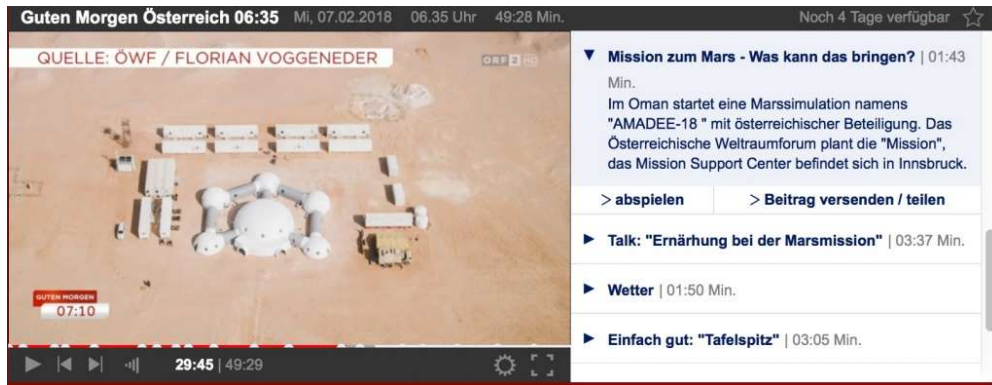 Guten Morgen Österreich 06:35 Mi, 07.02.2018 06.35 Uhr 49:28 Min. Noch 4 Tage verfügbar
QUELLE: ÖWF / FLORIAN VOGGENEDER
ORF 2 HD
GUTEN MORGEN
07:10
29:45 | 49:29
Mission zum Mars - Was kann das bringen? | 01:43
Min.
Im Oman startet eine Marssimulation namens
"AMADEE-18 " mit österreichischer Beteiligung. Das
Österreichische Weltraumforum plant die "Mission",
das Mission Support Center befindet sich in Innsbruck.
> abspielen > Beitrag versenden / teilen
Talk: "Ernärhung bei der Marsmission" | 03:37 Min.
Wetter | 01:50 Min.
Einfach gut: "Tafelspitz" | 03:05 Min.